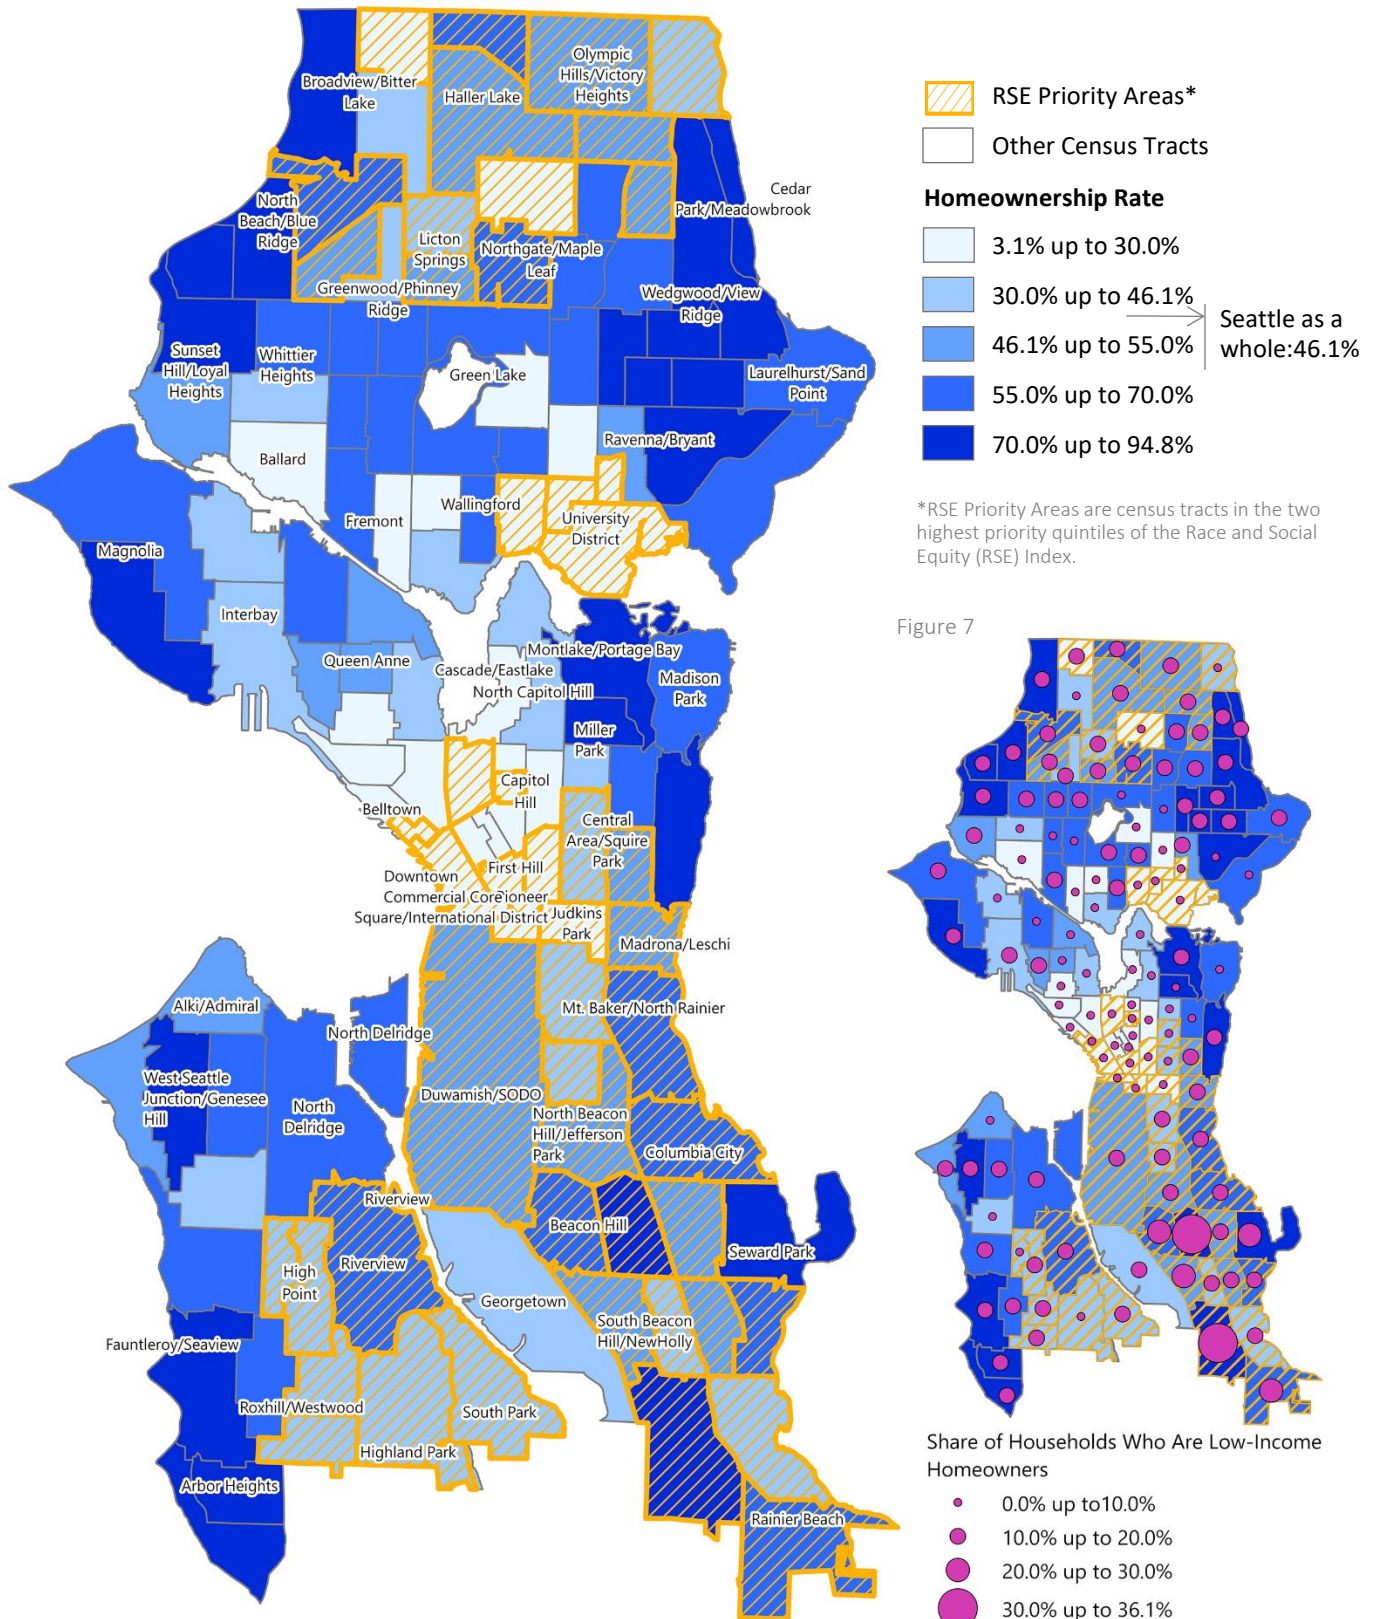 Broadview/Bitter
Lake
Haller Lake
Olympic
Hills/Victory
Heights
Cedar
Park/Meadowbrook
North
Beach/Blue
Ridge
Licton
Springs
Northgate/Maple
Leaf
Greenwood/Phinney
Ridge
Wedgwood/View
Ridge
Sunset
Hill/Loyal
Heights
Whittier
Heights
Green Lake
Laurelhurst/Sand
Point
Ballard
Ravenna/Bryant
Fremont
Wallingford
University
District
Magnolia
Interbay
Queen Anne
Cascade/Eastlake
Montlake/Portage Bay
North Capitol Hill
Madison
Park
Miller
Park
Capitol
Hill
Belltown
Central
Area/Squire
Park
First Hill
Downtown
Commercial Core
Pioneer
Square/International District
Judkins
Park
Madrona/Leschi
Alki/Admiral
North Delridge
Mt. Baker/North Rainier
West Seattle
Junction/Genesee
Hill
North
Delridge
Duwamish/SODO
North Beacon
Hill/Jefferson
Park
Columbia City
Riverview
Beacon Hill
Seward Park
Riverview
High
Point
Georgetown
South Beacon
Hill/NewHolly
Fauntleroy/Seaview
Roxhill/Westwood
South Park
Highland Park
Arbor Heights
Rainier Beach
RSE Priority Areas*
Other Census Tracts
Homeownership Rate
3.1% up to 30.0%
30.0% up to 46.1%
46.1% up to 55.0%
55.0% up to 70.0%
70.0% up to 94.8%
Seattle as a
whole:46.1%
*RSE Priority Areas are census tracts in the two
highest priority quintiles of the Race and Social
Equity (RSE) Index.
Figure 7
Share of Households Who Are Low-Income
Homeowners
0.0% up to10.0%
10.0% up to 20.0%
20.0% up to 30.0%
30.0% up to 36.1%